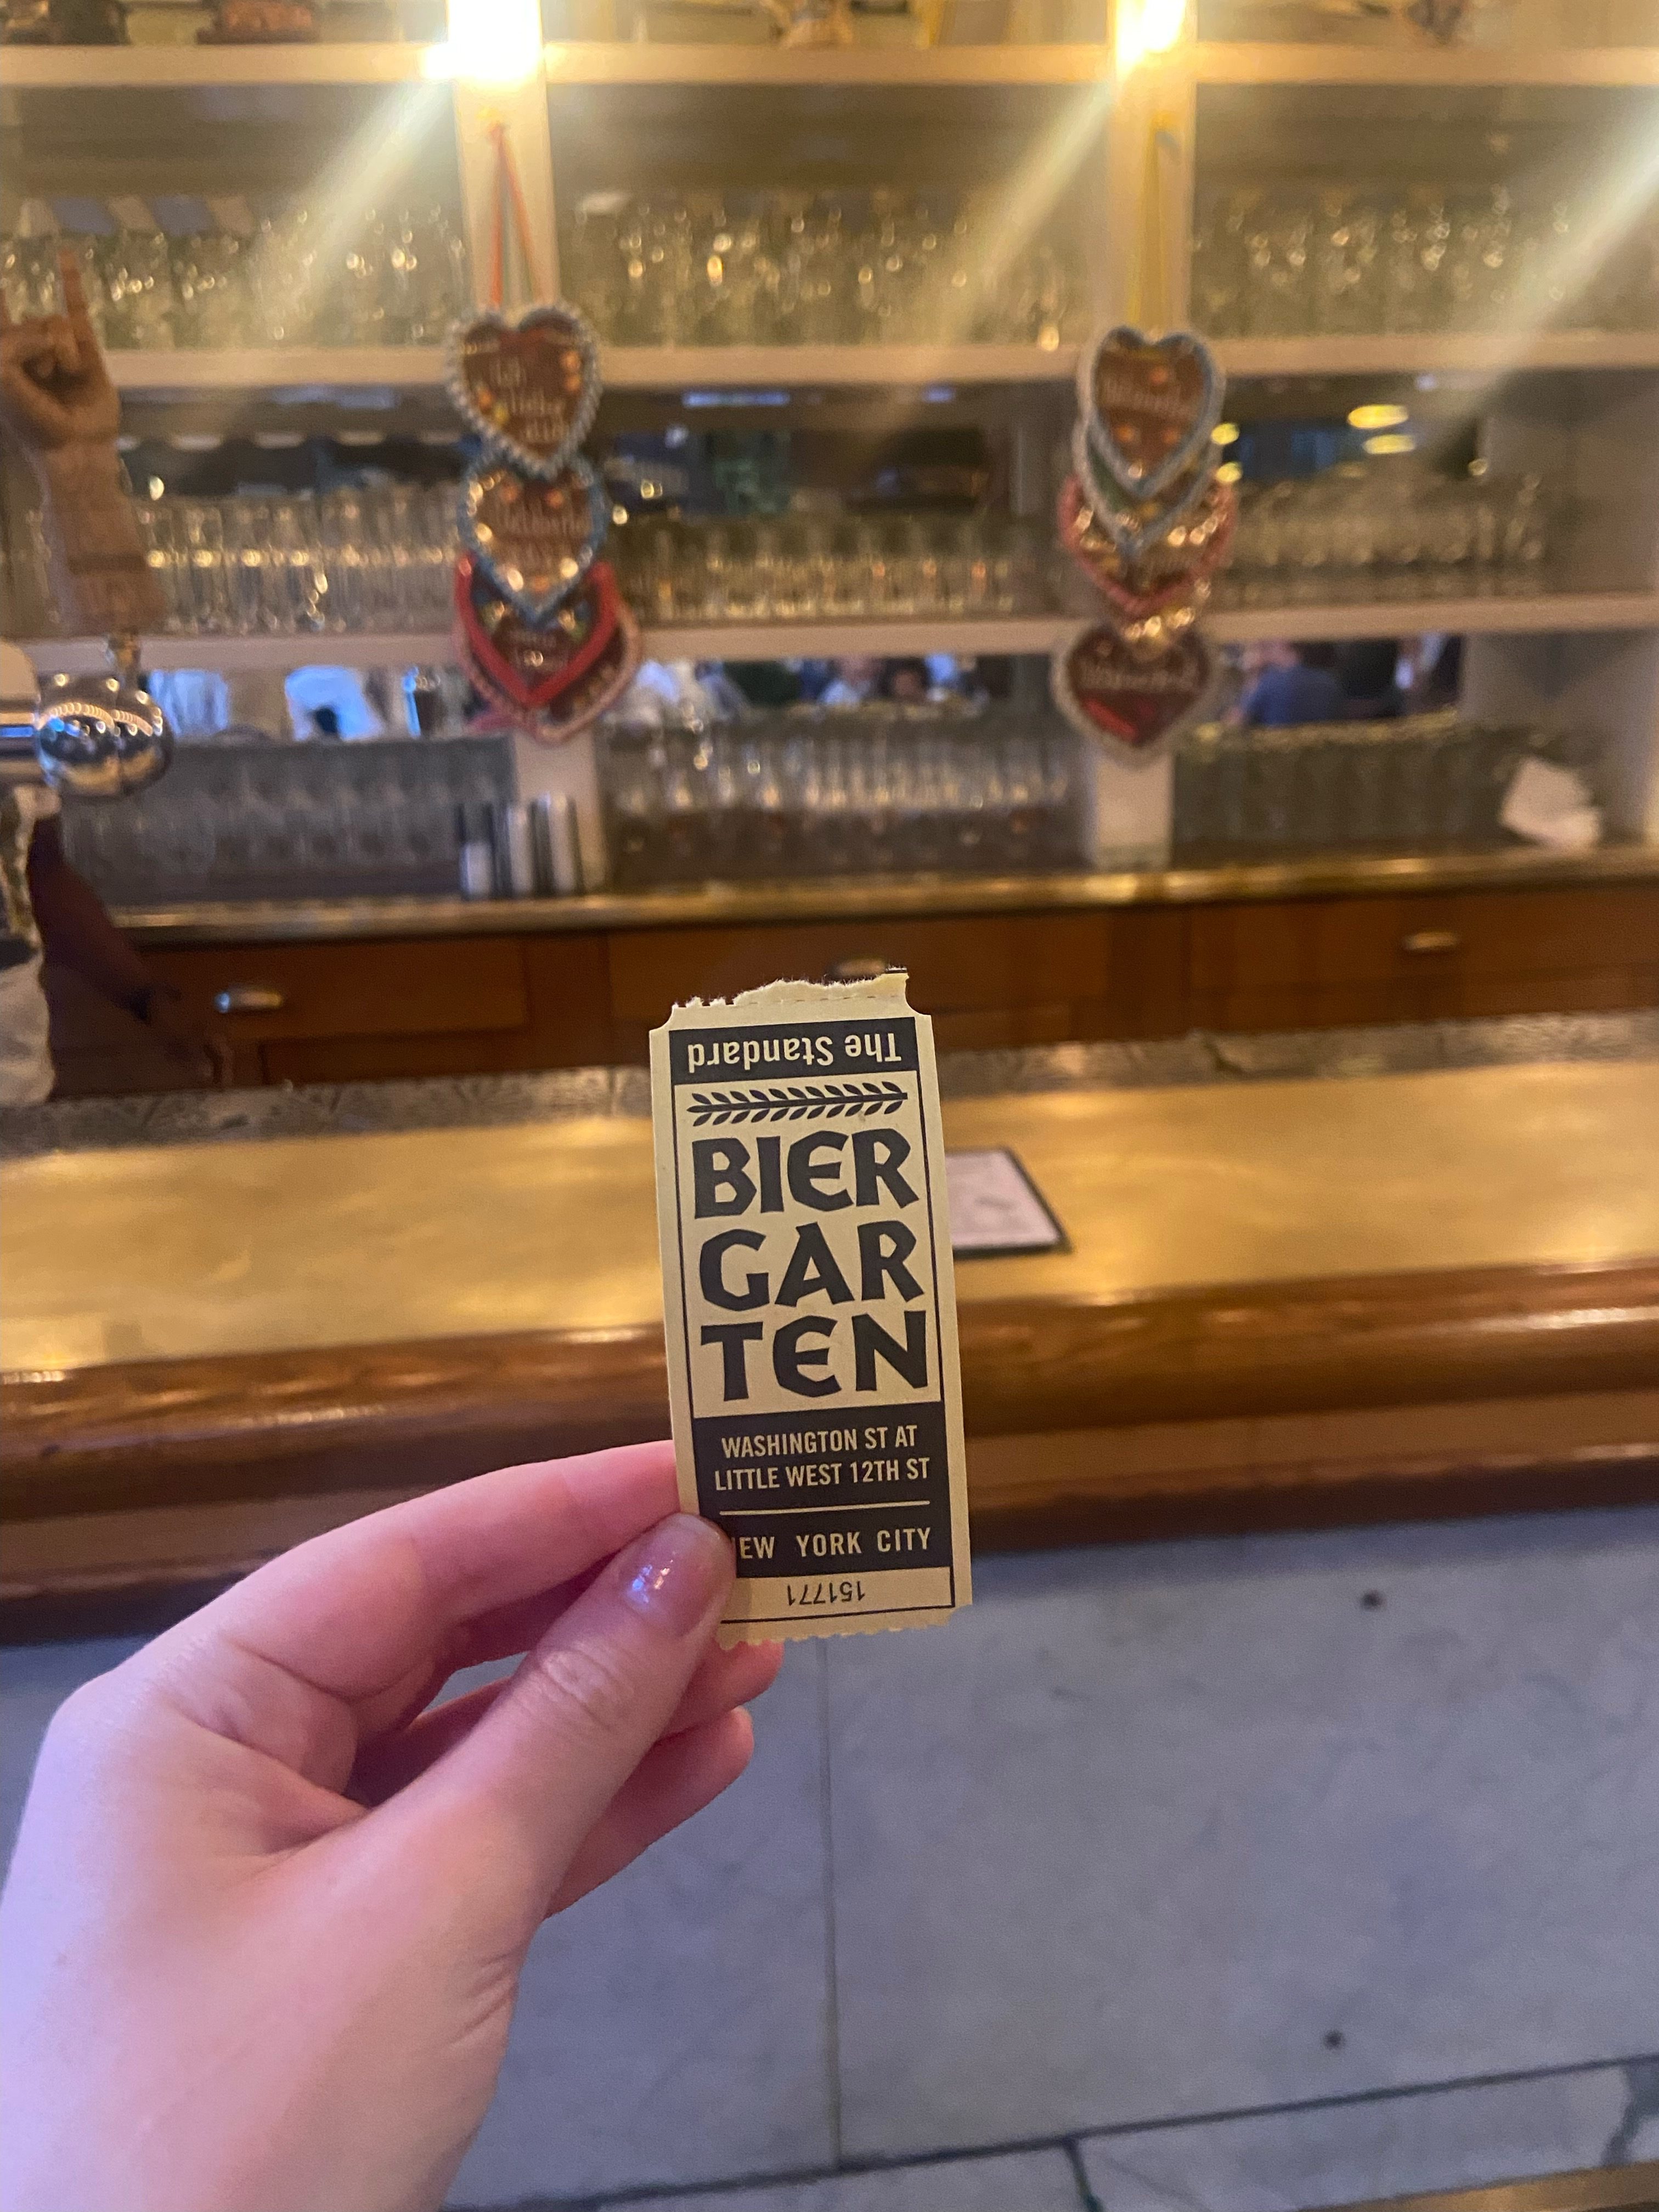 The Standard
BIER
GAR
TEN
WASHINGTON ST AT
LITTLE WEST 12TH ST
EW YORK CITY
151771